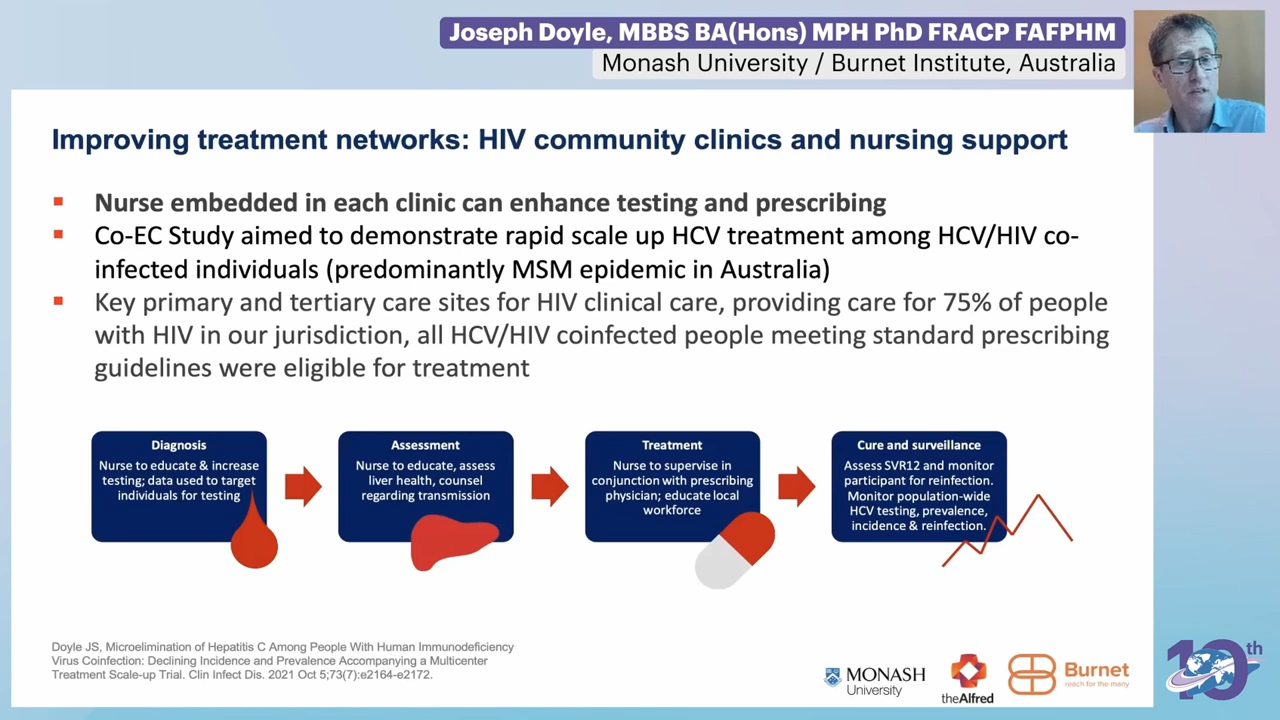 Joseph Doyle, MBBS BA(Hons) MPH PhD FRACP FAFPHM
Monash University / Burnet Institute, Australia
Improving treatment networks: HIV community clinics and nursing support
▪ Nurse embedded in each clinic can enhance testing and prescribing
▪ Co-EC Study aimed to demonstrate rapid scale up HCV treatment among HCV/HIV co-
infected individuals (predominantly MSM epidemic in Australia)
▪ Key primary and tertiary care sites for HIV clinical care, providing care for 75% of people
with HIV in our jurisdiction, all HCV/HIV coinfected people meeting standard prescribing
guidelines were eligible for treatment
Diagnosis
Nurse to educate & increase
testing; data used to target
individuals for testing
Assessment
Nurse to educate, assess
liver health, counsel
regarding transmission
Treatment
Nurse to supervise in
conjunction with prescribing
physician; educate local
workforce
Cure and surveillance
Assess SVR12 and monitor
participant for reinfection.
Monitor population-wide
HCV testing, prevalence,
incidence & reinfection.
Doyle JS, Microelimination of Hepatitis C Among People With Human Immunodeficiency
Virus Coinfection: Declining Incidence and Prevalence Accompanying a Multicenter
Treatment Scale-up Trial. Clin Infect Dis. 2021 Oct 5;73(7):e2164-e2172.
MONASH
University
theAlfred
Burnet
reach for the many
10th